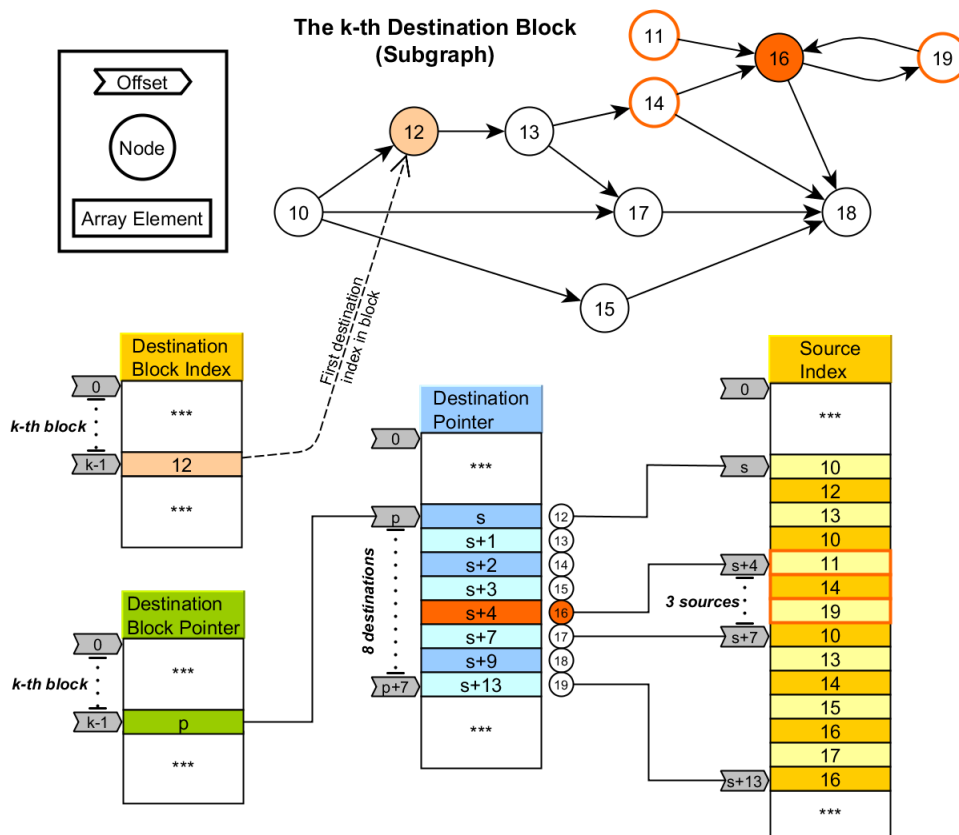 The k-th Destination Block
(Subgraph)
Offset
Node
Array Element
11
16
19
14
12
13
10
17
18
15
First destination
index in block
Destination
Block Index
0
***
k-th block
k-1
12
***
Destination
Block Pointer
0
***
k-th block
k-1
p
***
Destination
Pointer
0
***
p
s
12
s+1
13
s+2
14
s+3
15
s+4
16
s+7
17
s+9
18
p+7
s+13
19
8 destinations
***
Source
Index
0
***
s
10
12
13
10
s+4
11
14
3 sources
19
s+7
10
13
14
15
16
17
s+13
16
***